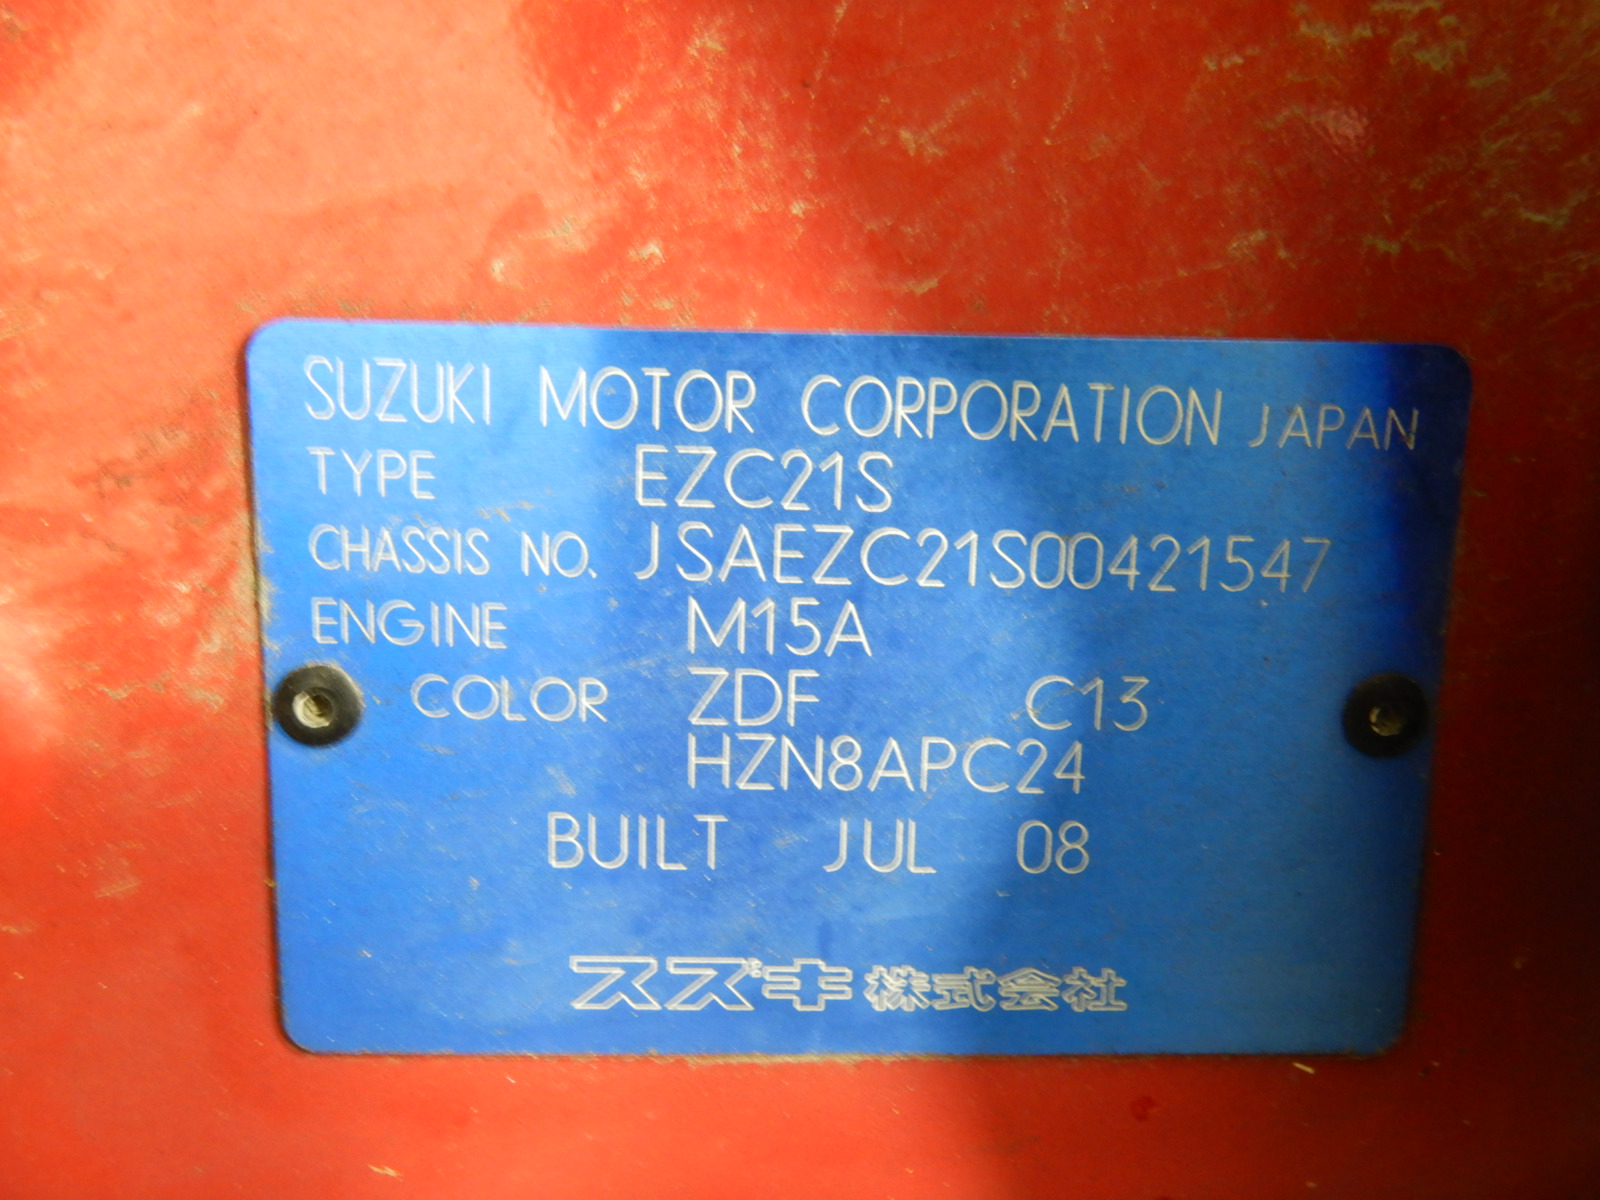 SUZUKI MOTOR CORPORATION JAPAN
TYPE EZC21S
CHASSIS NO. JSAEZC21S00421547
ENGINE M15A
COLOR ZDF C13
HZN8APC24
BUILT JUL 08
スズキ株式会社